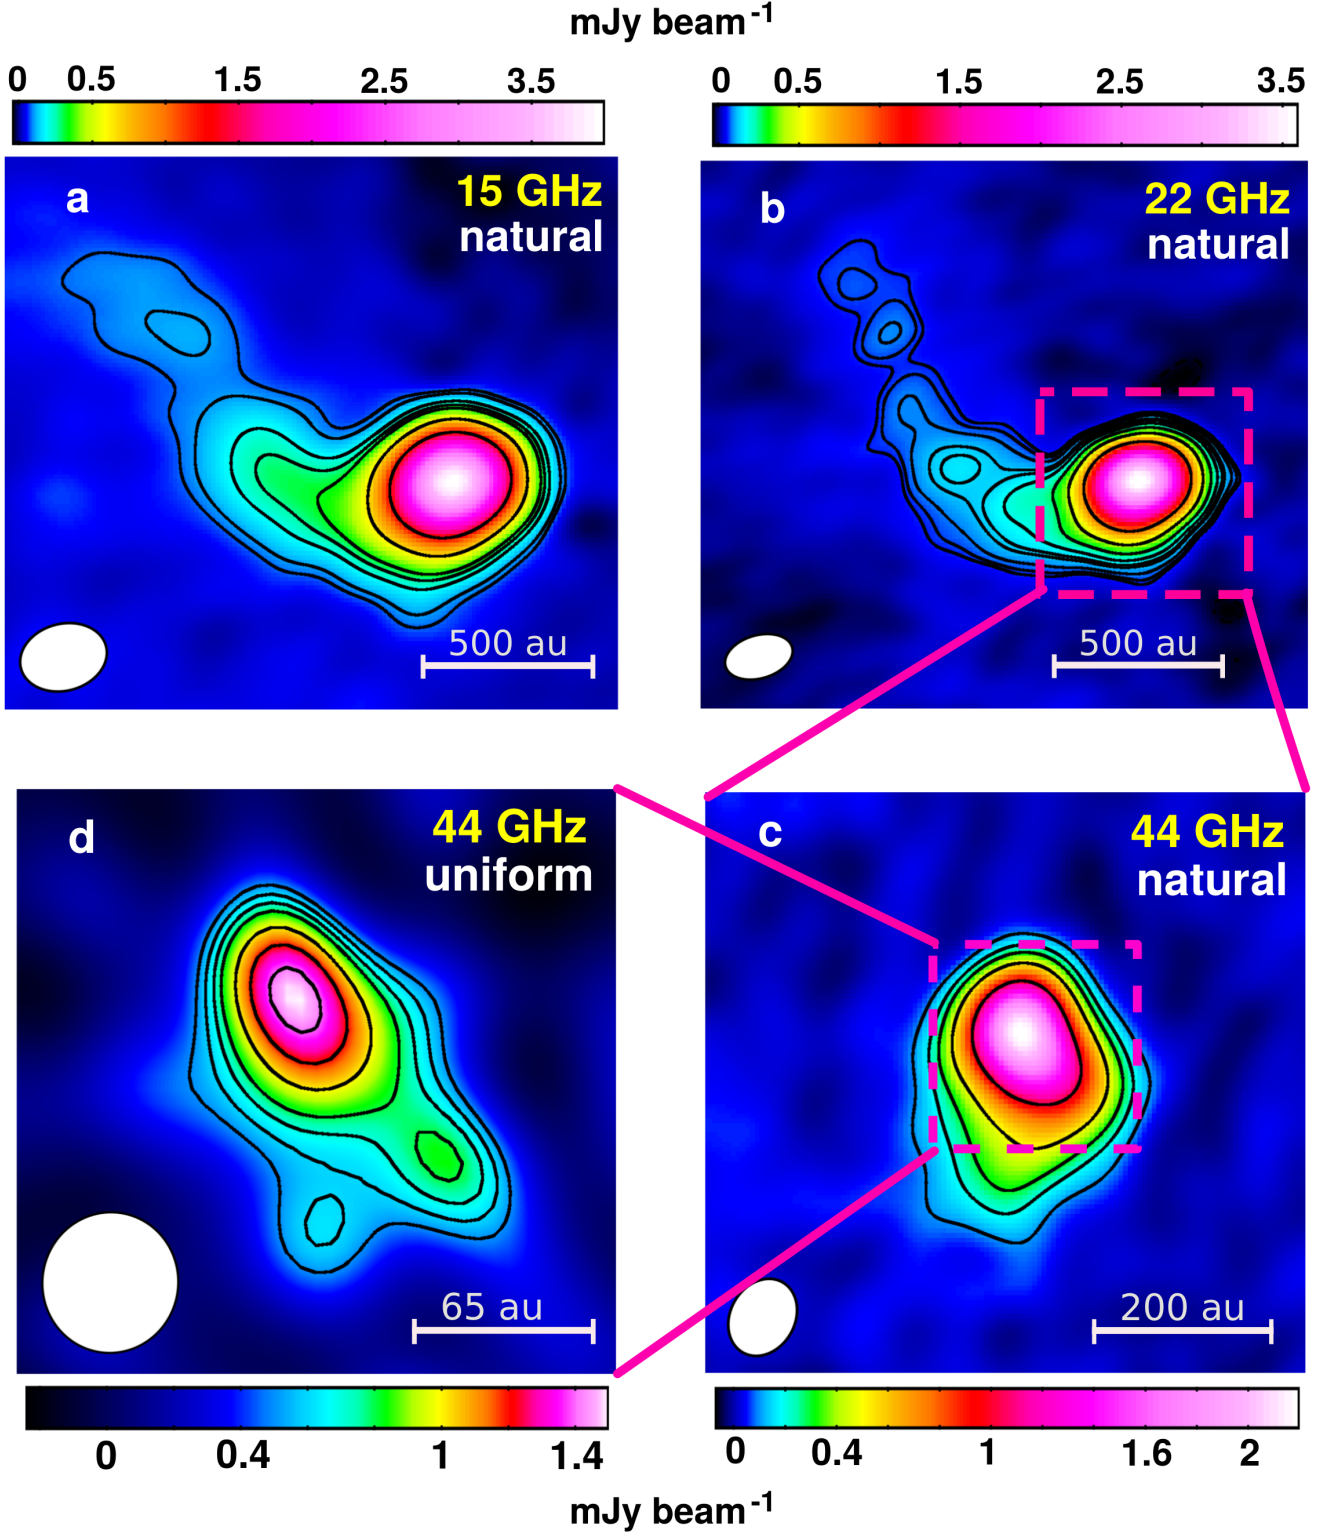 mJy beam-1
0 0.5 1.5 2.5 3.5
0 0.5 1.5 2.5 3.5
a
15 GHz
natural
500 au
b
22 GHz
natural
500 au
d
44 GHz
uniform
65 au
c
44 GHz
natural
200 au
0 0.4 1 1.4
0 0.4 1 1.6 2
mJy beam-1